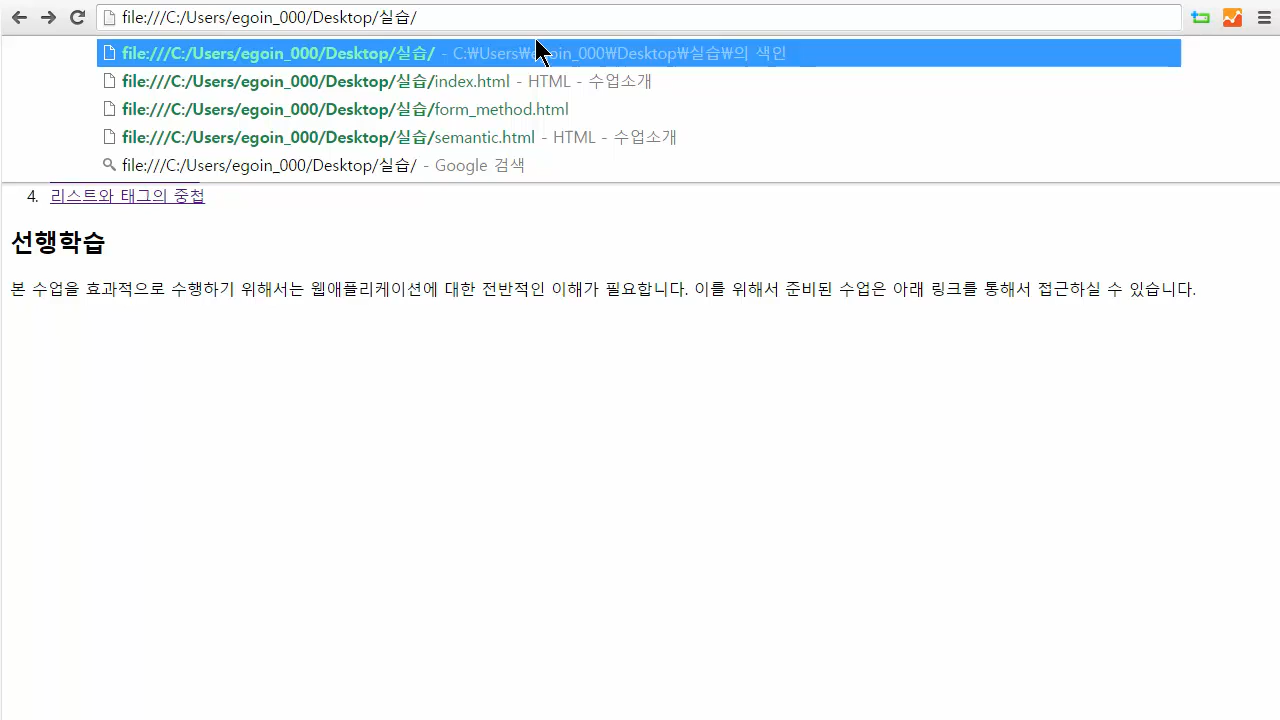 file:///C:/Users/egoin_000/Desktop/실습/
file:///C:/Users/egoin_000/Desktop/실습/ - C:₩Users₩egoin_000₩Desktop₩실습₩의 색인
file:///C:/Users/egoin_000/Desktop/실습/index.html - HTML - 수업소개
file:///C:/Users/egoin_000/Desktop/실습/form_method.html
file:///C:/Users/egoin_000/Desktop/실습/semantic.html - HTML - 수업소개
file:///C:/Users/egoin_000/Desktop/실습/ - Google 검색
4. 리스트와 태그의 중첩
선행학습
본 수업을 효과적으로 수행하기 위해서는 웹애플리케이션에 대한 전반적인 이해가 필요합니다. 이를 위해서 준비된 수업은 아래 링크를 통해서 접근하실 수 있습니다.